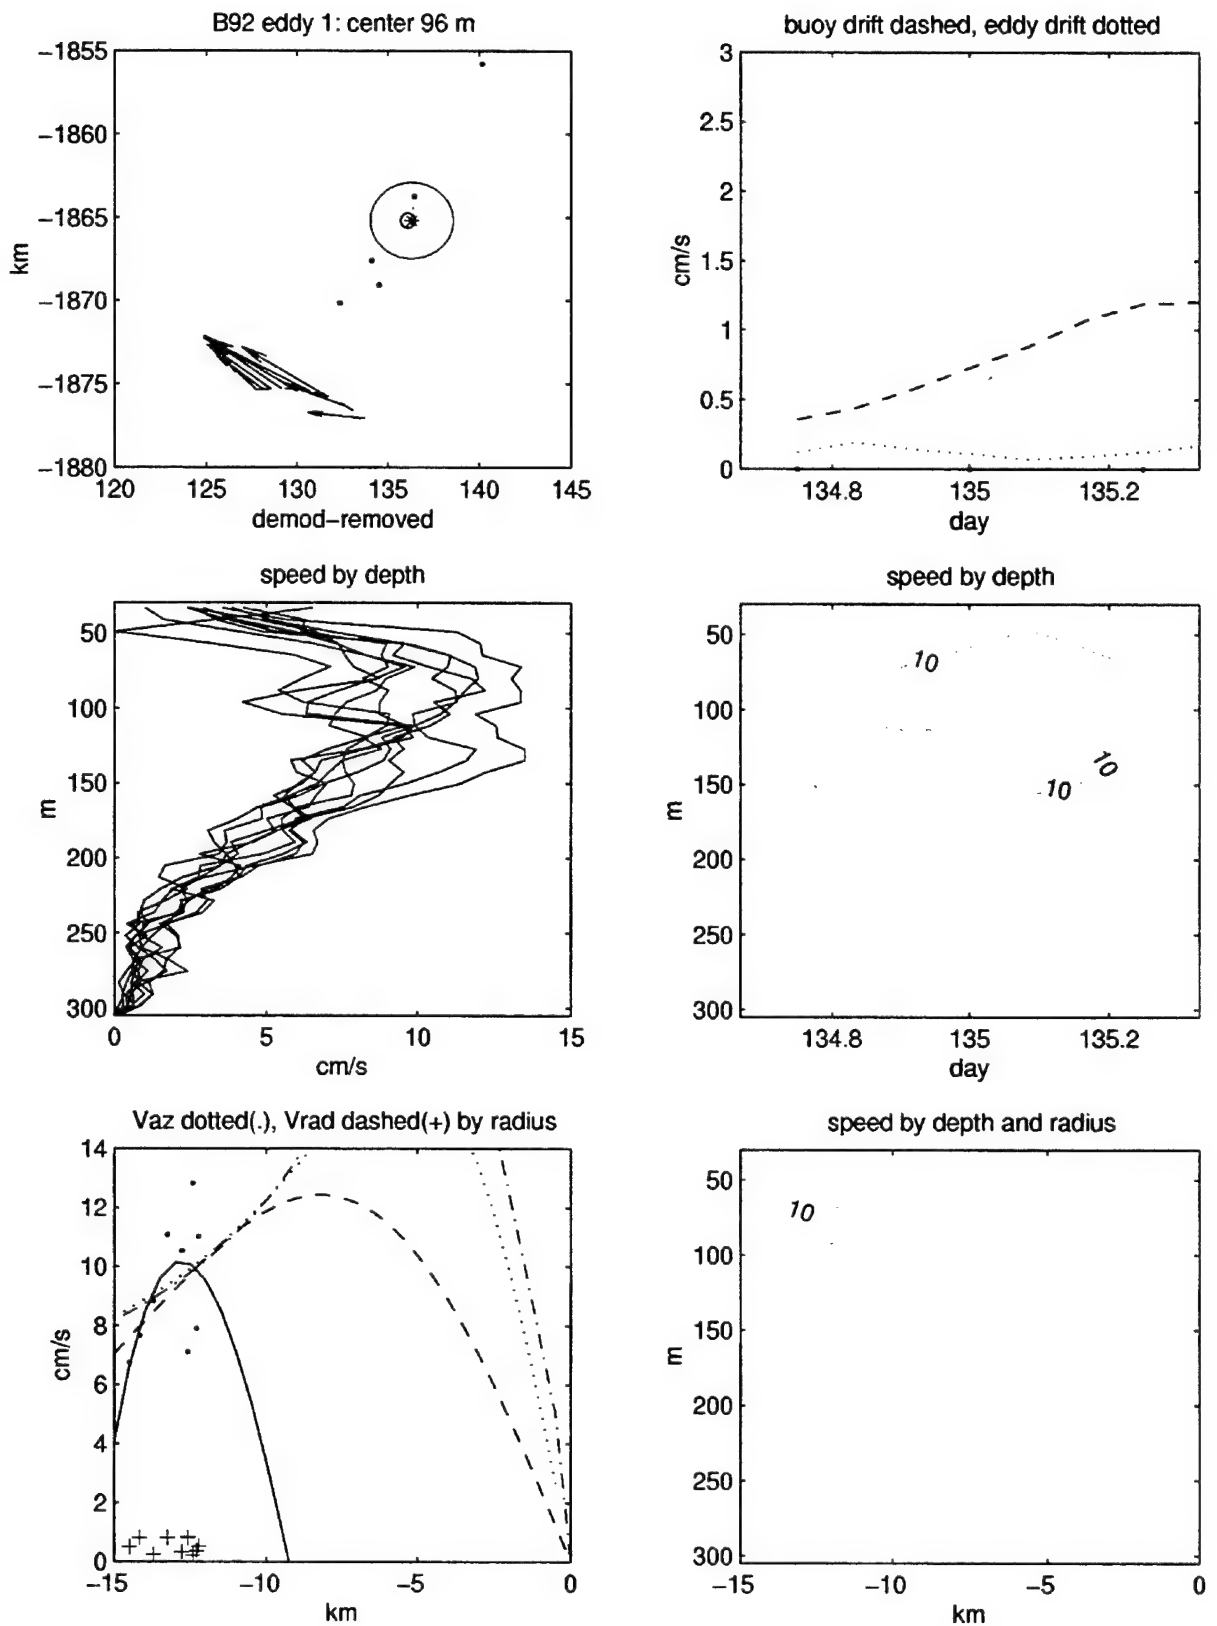 B92 eddy 1: center 96 m
−1855
−1860
−1865
−1870
−1875
−1880
km
120 125 130 135 140 145
demod−removed
buoy drift dashed, eddy drift dotted
3
2.5
2
1.5
1
0.5
0
cm/s
134.8 135 135.2
day
speed by depth
50
100
150
200
250
300
m
0 5 10 15
cm/s
speed by depth
50
100
150
200
250
300
m
10
10
10
134.8 135 135.2
day
Vaz dotted(.), Vrad dashed(+) by radius
14
12
10
8
6
4
2
0
cm/s
−15 −10 −5 0
km
speed by depth and radius
50
100
150
200
250
300
m
10
−15 −10 −5 0
km